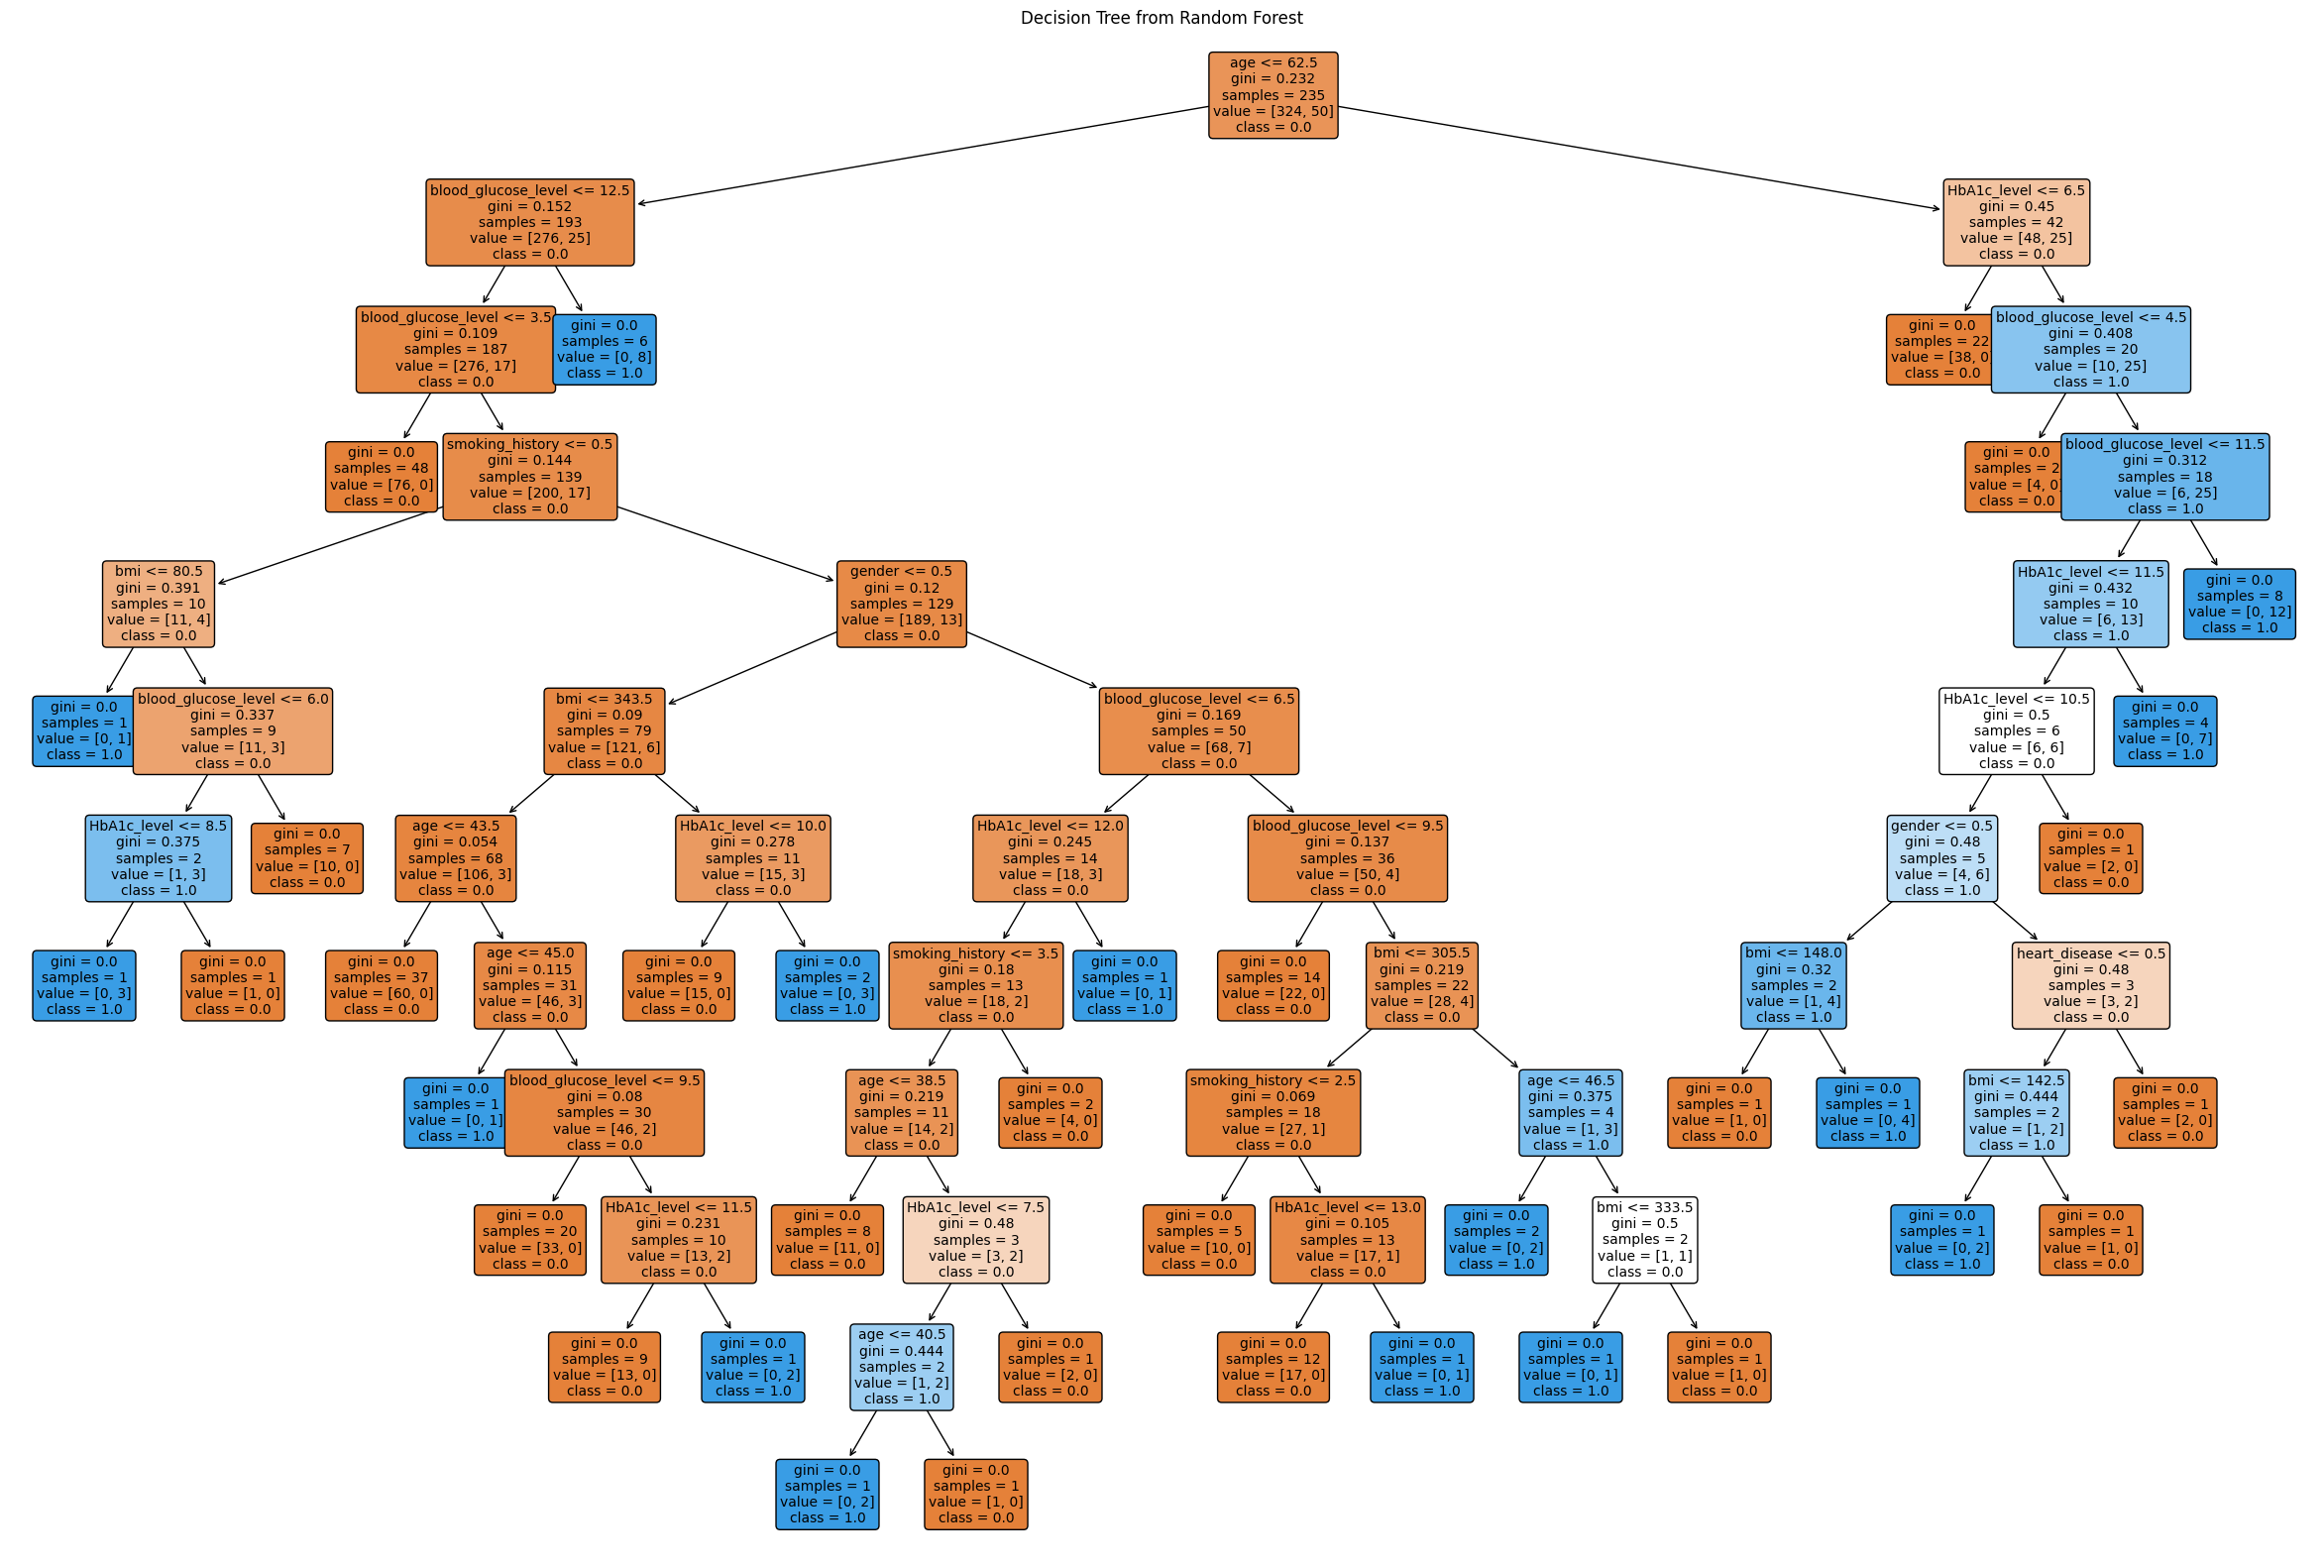 Decision Tree from Random Forest
age <= 62.5
gini = 0.232
samples = 235
value = [324, 50]
class = 0.0
blood_glucose_level <= 12.5
gini = 0.152
samples = 193
value = [276, 25]
class = 0.0
HbA1c_level <= 6.5
gini = 0.45
samples = 42
value = [48, 25]
class = 0.0
blood_glucose_level <= 3.5
gini = 0.109
samples = 187
value = [276, 17]
class = 0.0
gini = 0.0
samples = 6
value = [0, 8]
class = 1.0
gini = 0.0
samples = 22
value = [38, 0]
class = 0.0
blood_glucose_level <= 4.5
gini = 0.408
samples = 20
value = [10, 25]
class = 1.0
gini = 0.0
samples = 48
value = [76, 0]
class = 0.0
smoking_history <= 0.5
gini = 0.144
samples = 139
value = [200, 17]
class = 0.0
gini = 0.0
samples = 2
value = [4, 0]
class = 0.0
blood_glucose_level <= 11.5
gini = 0.312
samples = 18
value = [6, 25]
class = 1.0
bmi <= 80.5
gini = 0.391
samples = 10
value = [11, 4]
class = 0.0
gender <= 0.5
gini = 0.12
samples = 129
value = [189, 13]
class = 0.0
HbA1c_level <= 11.5
gini = 0.432
samples = 10
value = [6, 13]
class = 1.0
gini = 0.0
samples = 8
value = [0, 12]
class = 1.0
gini = 0.0
samples = 1
value = [0, 1]
class = 1.0
blood_glucose_level <= 6.0
gini = 0.337
samples = 9
value = [11, 3]
class = 0.0
bmi <= 343.5
gini = 0.09
samples = 79
value = [121, 6]
class = 0.0
blood_glucose_level <= 6.5
gini = 0.169
samples = 50
value = [68, 7]
class = 0.0
HbA1c_level <= 10.5
gini = 0.5
samples = 6
value = [6, 6]
class = 0.0
gini = 0.0
samples = 4
value = [0, 7]
class = 1.0
HbA1c_level <= 8.5
gini = 0.375
samples = 2
value = [1, 3]
class = 1.0
gini = 0.0
samples = 7
value = [10, 0]
class = 0.0
age <= 43.5
gini = 0.054
samples = 68
value = [106, 3]
class = 0.0
HbA1c_level <= 10.0
gini = 0.278
samples = 11
value = [15, 3]
class = 0.0
HbA1c_level <= 12.0
gini = 0.245
samples = 14
value = [18, 3]
class = 0.0
blood_glucose_level <= 9.5
gini = 0.137
samples = 36
value = [50, 4]
class = 0.0
gender <= 0.5
gini = 0.48
samples = 5
value = [4, 6]
class = 1.0
gini = 0.0
samples = 1
value = [2, 0]
class = 0.0
gini = 0.0
samples = 1
value = [0, 3]
class = 1.0
gini = 0.0
samples = 1
value = [1, 0]
class = 0.0
gini = 0.0
samples = 37
value = [60, 0]
class = 0.0
age <= 45.0
gini = 0.115
samples = 31
value = [46, 3]
class = 0.0
gini = 0.0
samples = 9
value = [15, 0]
class = 0.0
gini = 0.0
samples = 2
value = [0, 3]
class = 1.0
smoking_history <= 3.5
gini = 0.18
samples = 13
value = [18, 2]
class = 0.0
gini = 0.0
samples = 1
value = [0, 1]
class = 1.0
gini = 0.0
samples = 14
value = [22, 0]
class = 0.0
bmi <= 305.5
gini = 0.219
samples = 22
value = [28, 4]
class = 0.0
bmi <= 148.0
gini = 0.32
samples = 2
value = [1, 4]
class = 1.0
heart_disease <= 0.5
gini = 0.48
samples = 3
value = [3, 2]
class = 0.0
gini = 0.0
samples = 1
value = [0, 1]
class = 1.0
blood_glucose_level <= 9.5
gini = 0.08
samples = 30
value = [46, 2]
class = 0.0
age <= 38.5
gini = 0.219
samples = 11
value = [14, 2]
class = 0.0
gini = 0.0
samples = 2
value = [4, 0]
class = 0.0
smoking_history <= 2.5
gini = 0.069
samples = 18
value = [27, 1]
class = 0.0
age <= 46.5
gini = 0.375
samples = 4
value = [1, 3]
class = 1.0
gini = 0.0
samples = 1
value = [1, 0]
class = 0.0
gini = 0.0
samples = 1
value = [0, 4]
class = 1.0
bmi <= 142.5
gini = 0.444
samples = 2
value = [1, 2]
class = 1.0
gini = 0.0
samples = 1
value = [2, 0]
class = 0.0
gini = 0.0
samples = 20
value = [33, 0]
class = 0.0
HbA1c_level <= 11.5
gini = 0.231
samples = 10
value = [13, 2]
class = 0.0
gini = 0.0
samples = 8
value = [11, 0]
class = 0.0
HbA1c_level <= 7.5
gini = 0.48
samples = 3
value = [3, 2]
class = 0.0
gini = 0.0
samples = 5
value = [10, 0]
class = 0.0
HbA1c_level <= 13.0
gini = 0.105
samples = 13
value = [17, 1]
class = 0.0
gini = 0.0
samples = 2
value = [0, 2]
class = 1.0
bmi <= 333.5
gini = 0.5
samples = 2
value = [1, 1]
class = 0.0
gini = 0.0
samples = 1
value = [0, 2]
class = 1.0
gini = 0.0
samples = 1
value = [1, 0]
class = 0.0
gini = 0.0
samples = 9
value = [13, 0]
class = 0.0
gini = 0.0
samples = 1
value = [0, 2]
class = 1.0
age <= 40.5
gini = 0.444
samples = 2
value = [1, 2]
class = 1.0
gini = 0.0
samples = 1
value = [2, 0]
class = 0.0
gini = 0.0
samples = 12
value = [17, 0]
class = 0.0
gini = 0.0
samples = 1
value = [0, 1]
class = 1.0
gini = 0.0
samples = 1
value = [0, 1]
class = 1.0
gini = 0.0
samples = 1
value = [1, 0]
class = 0.0
gini = 0.0
samples = 1
value = [0, 2]
class = 1.0
gini = 0.0
samples = 1
value = [1, 0]
class = 0.0